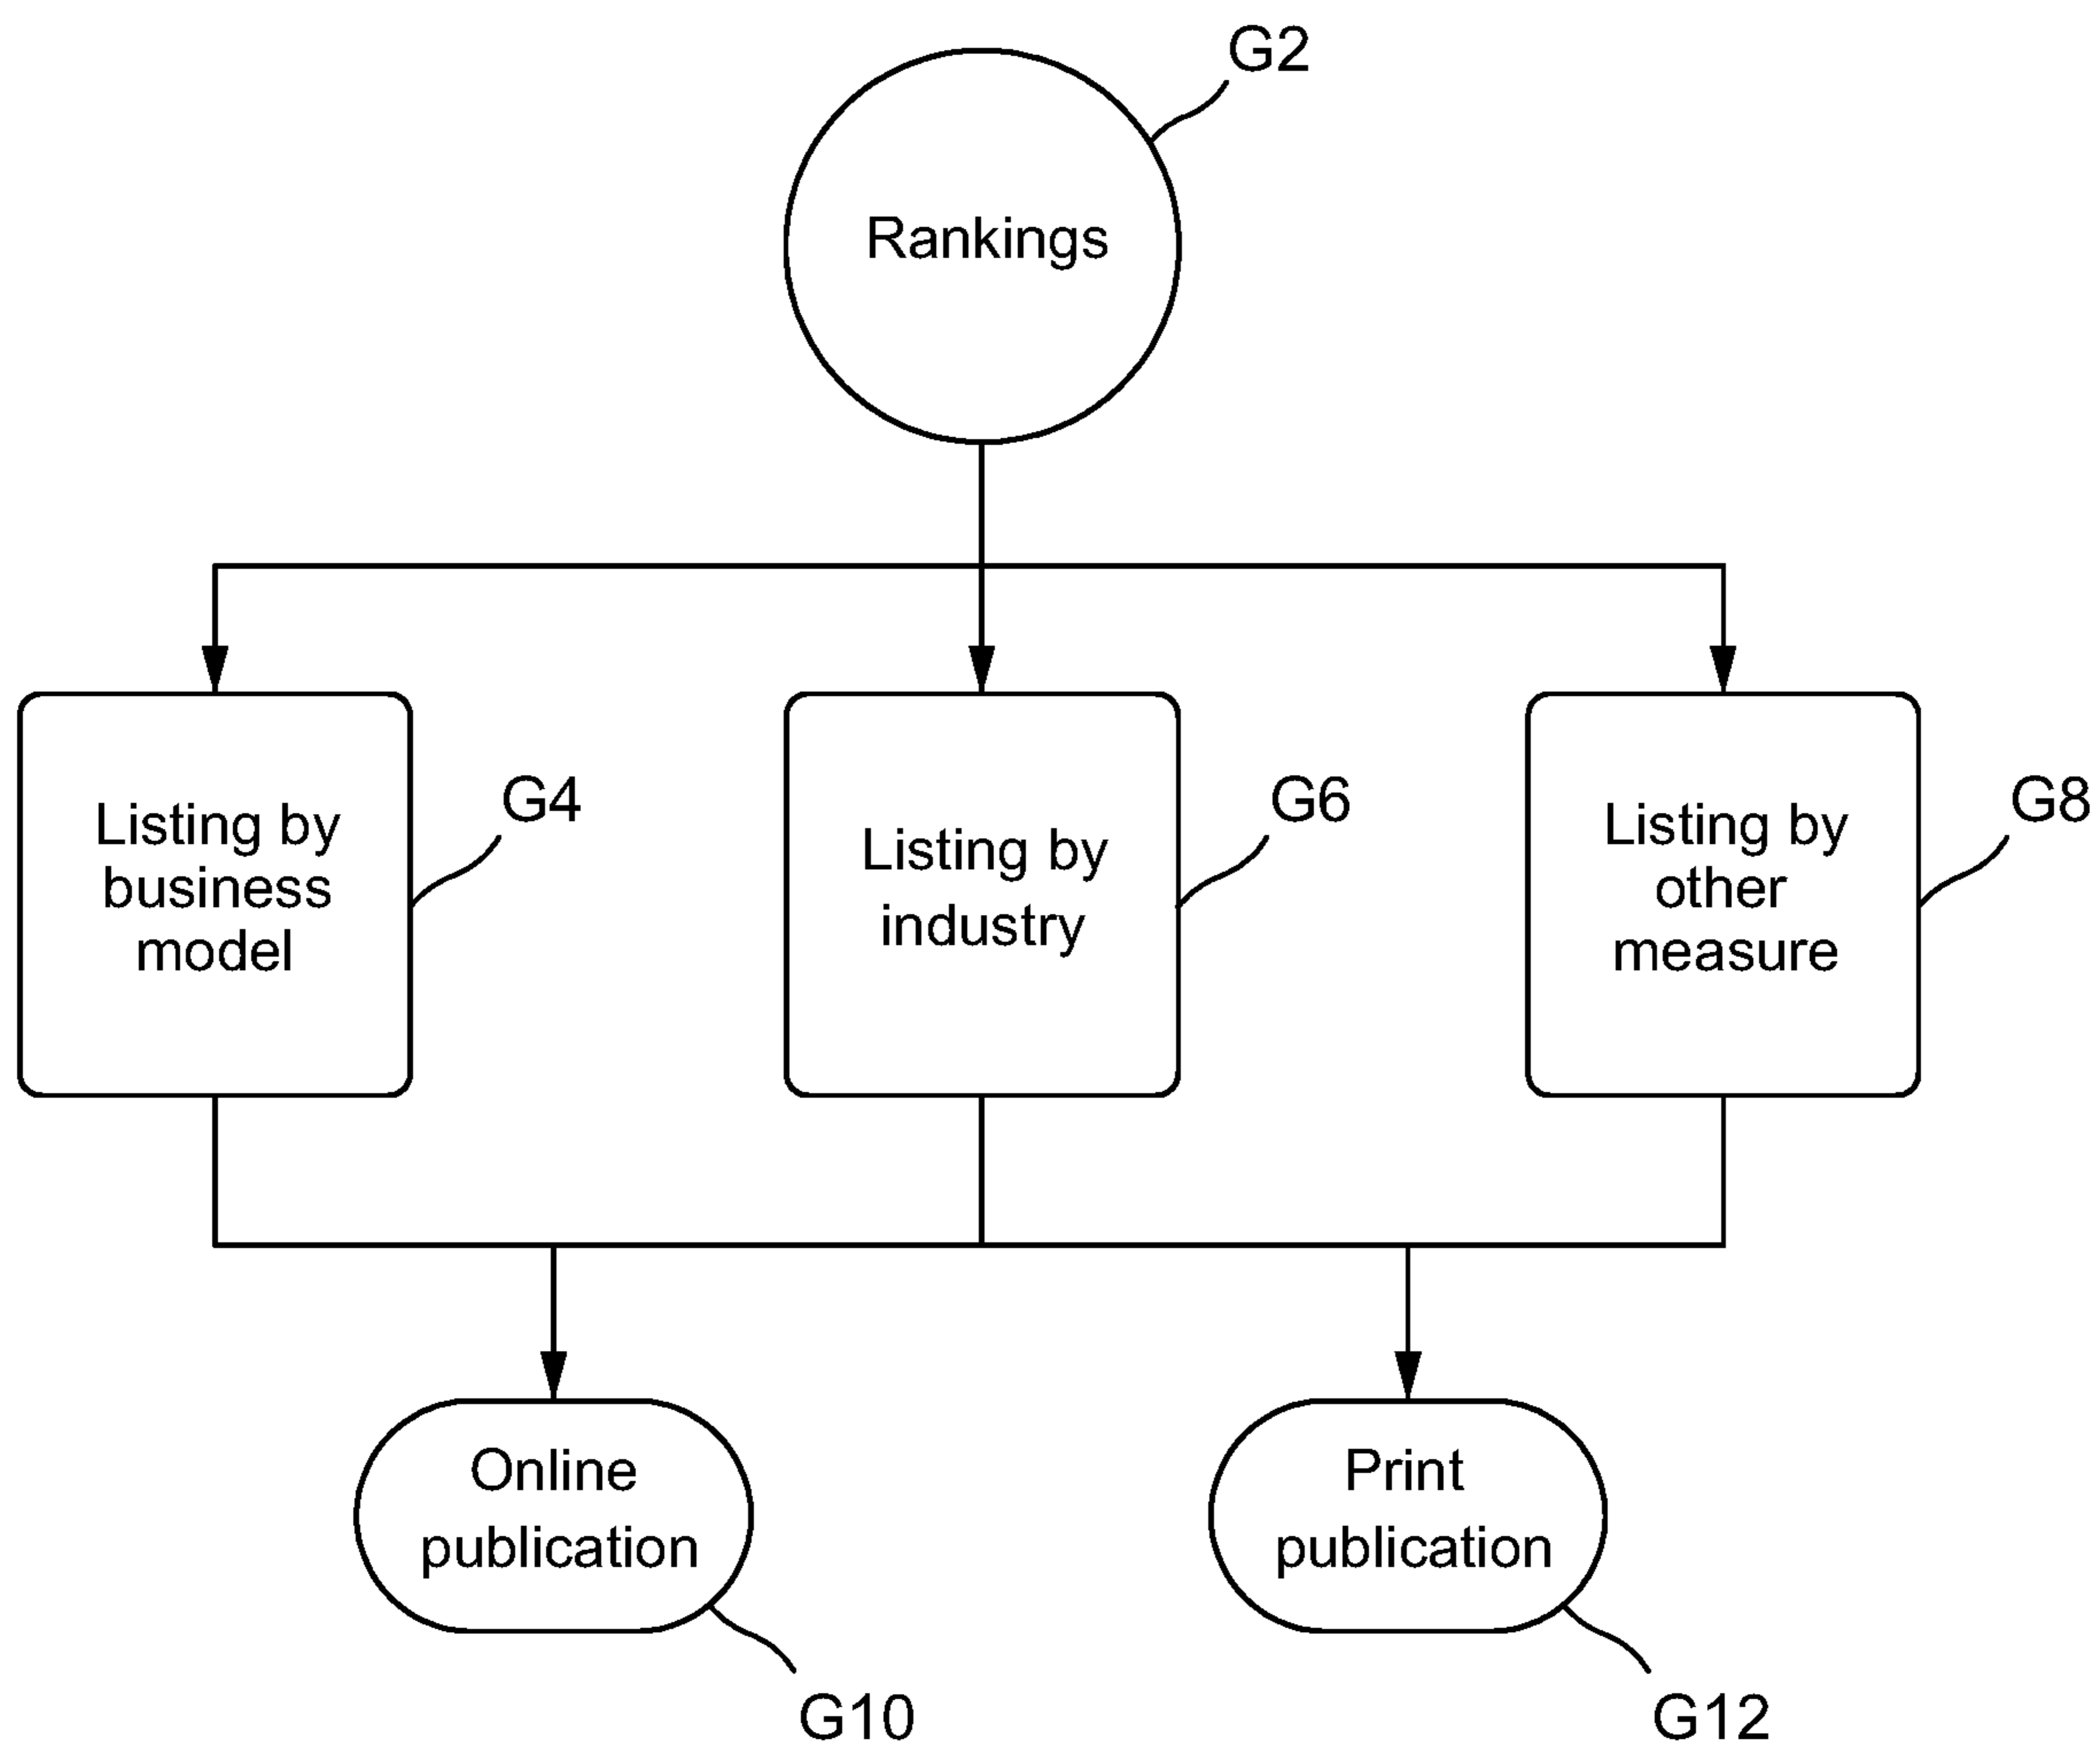 G2
Rankings
Listing by
business
model
G4
Listing by
industry
G6
Listing by
other
measure
G8
Online
publication
G10
Print
publication
G12